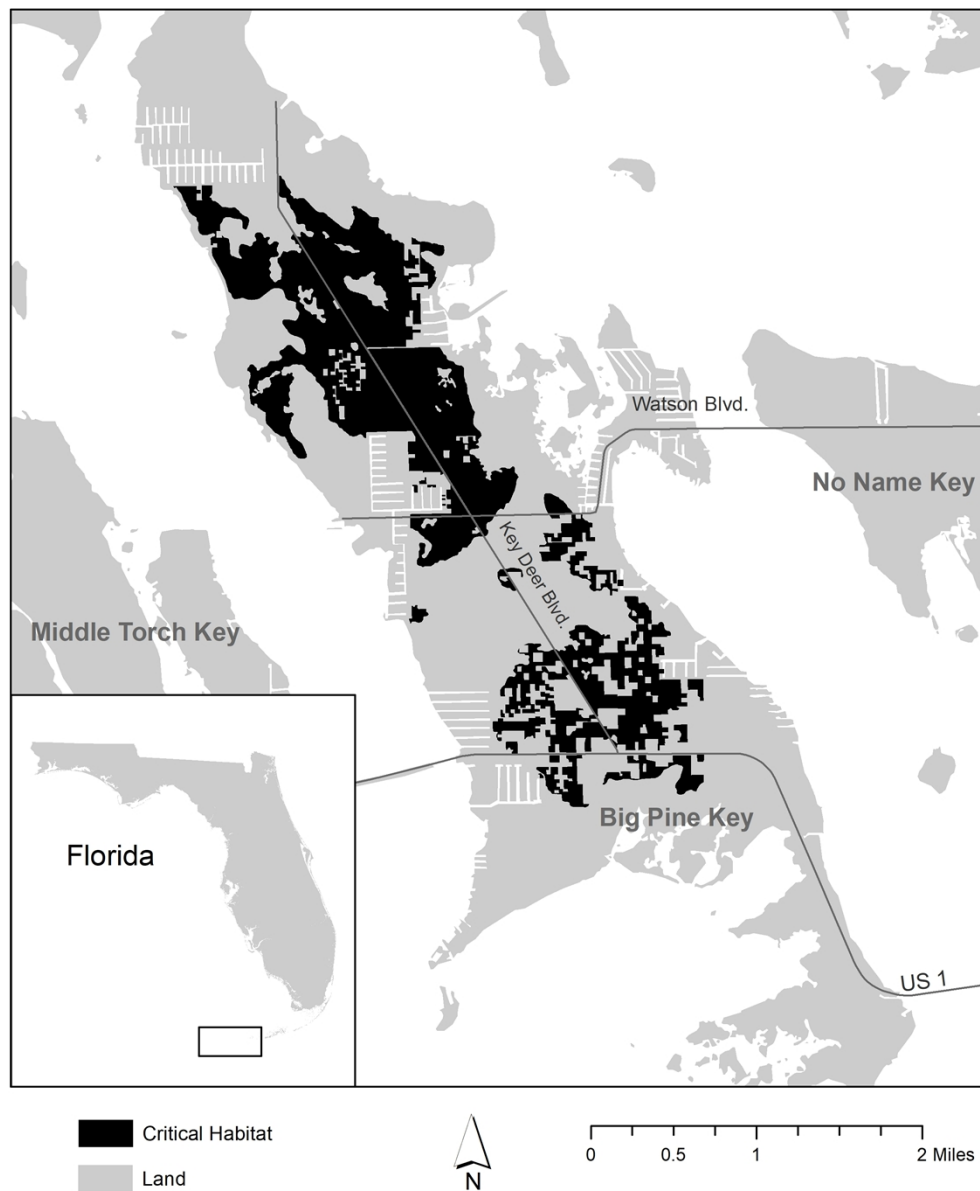 Watson Blvd.
No Name Key
Key Deer Blvd.
Middle Torch Key
Big Pine Key
Florida
US 1
Critical Habitat
Land
N
0 0.5 1 2 Miles